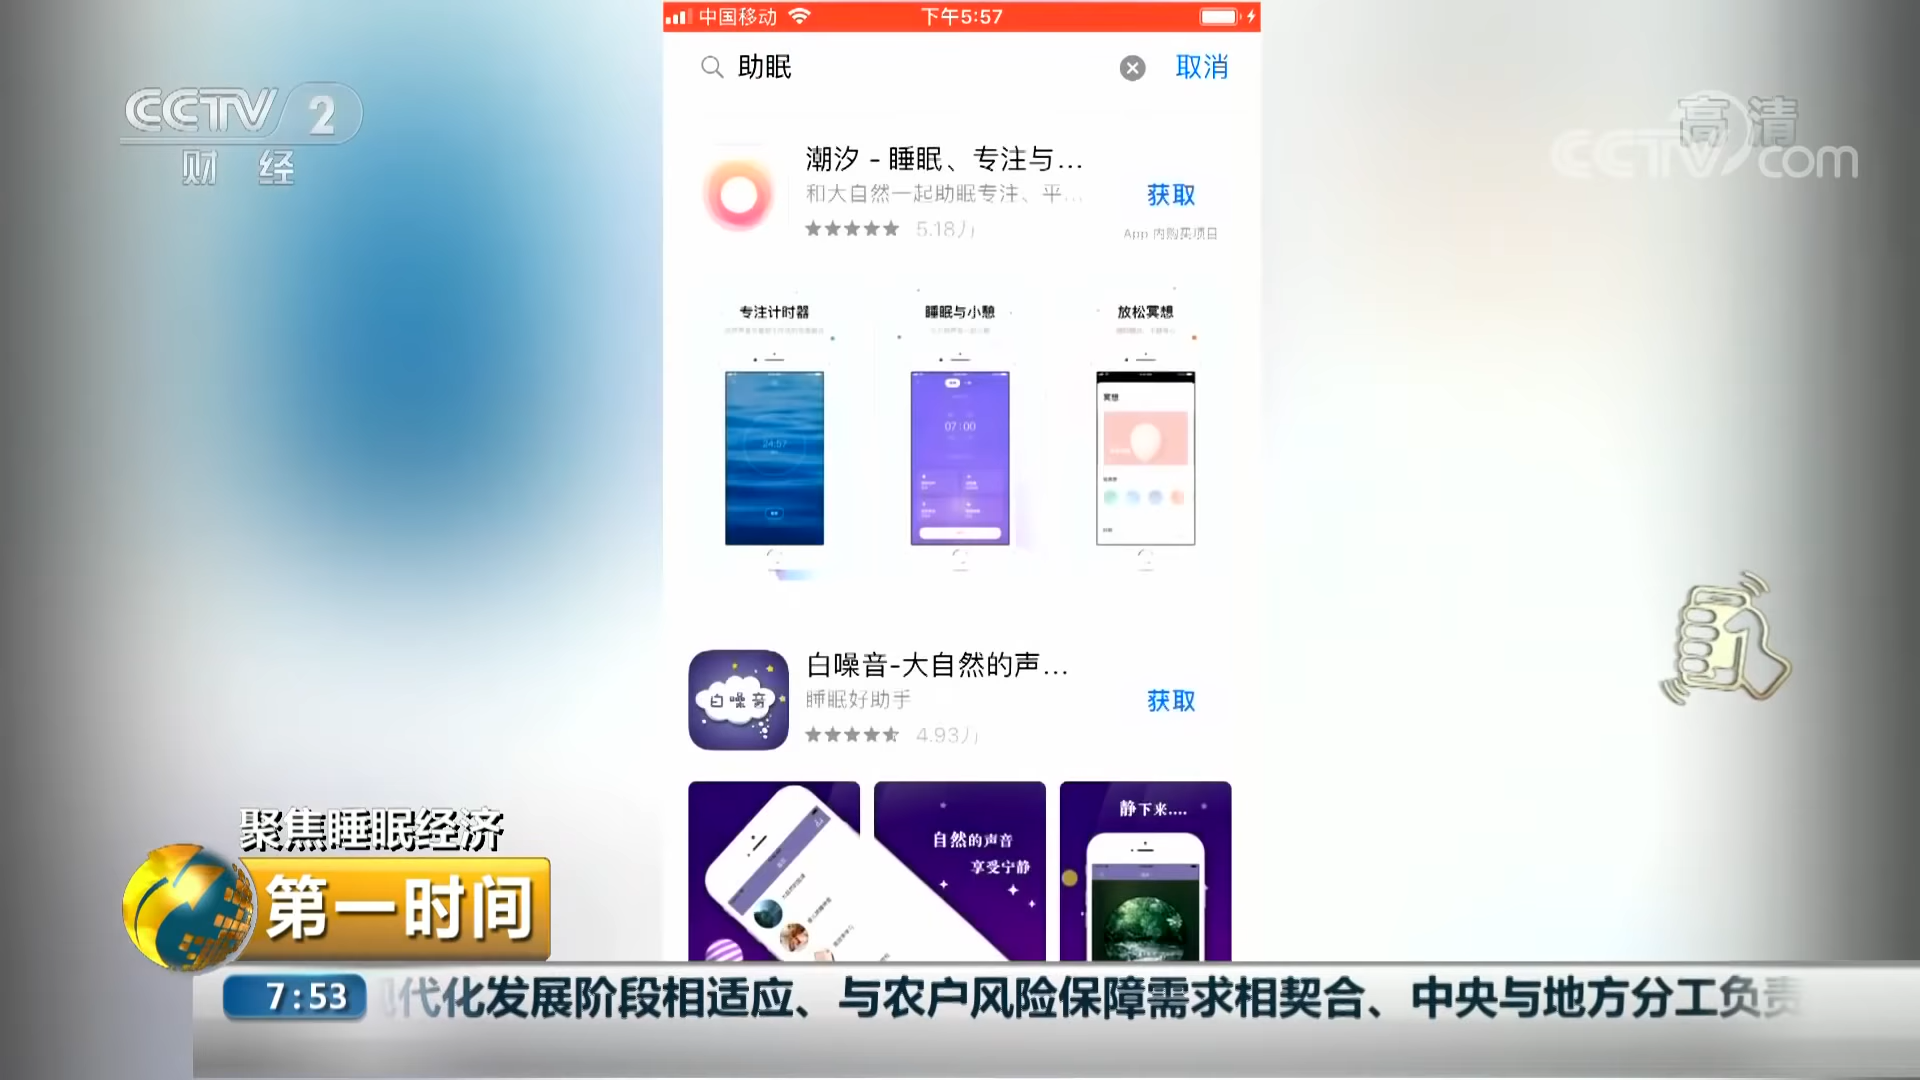 中国移动
下午5:57
助眠
取消
CCTV 2
财 经
高清
CCTV.com
潮汐 - 睡眠、专注与...
和大自然一起助眠专注、平...
获取
5.18万
App 内购买项目
专注计时器
睡眠与小憩
放松冥想
24:57
07:00
冥想
白噪音-大自然的声...
白噪音
睡眠好助手
获取
4.93万
自然的声音
享受宁静
静下来....
聚焦睡眠经济
第一时间
7:53
代化发展阶段相适应、与农户风险保障需求相契合、中央与地方分工负责